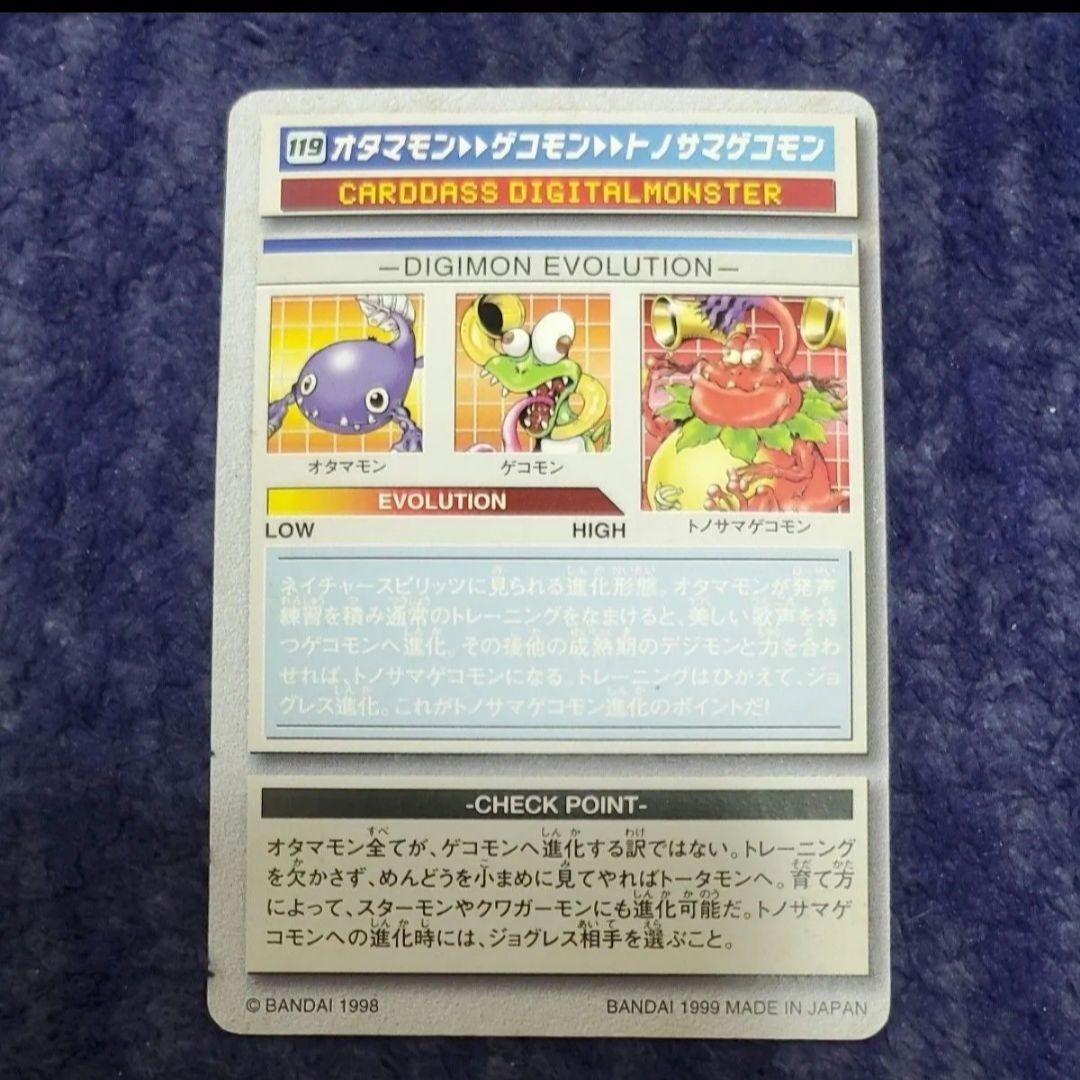 119 オタマモン▶▶ゲコモン▶▶トノサマゲコモン
CARDDASS DIGITALMONSTER
—DIGIMON EVOLUTION—
オタマモン
ゲコモン
トノサマゲコモン
EVOLUTION
LOW
HIGH
ネイチャースピリッツに見られる進化形態。オタマモンが発声
練習を積み通常のトレーニングをなまけると、美しい歌声を持
つゲコモンへ進化。その後他の成熟期のデジモンと力を合わ
せれば、トノサマゲコモンになる。トレーニングはひかえて、ジョ
グレス進化。これがトノサマゲコモン進化のポイントだ!
-CHECK POINT-
オタマモン全てが、ゲコモンへ進化する訳ではない。トレーニング
を欠かさず、めんどうを小まめに見てやればトータモンへ。育て方
によって、スターモンやクワガーモンにも進化可能だ。トノサマゲ
コモンへの進化時には、ジョグレス相手を選ぶこと。
© BANDAI 1998
BANDAI 1999 MADE IN JAPAN